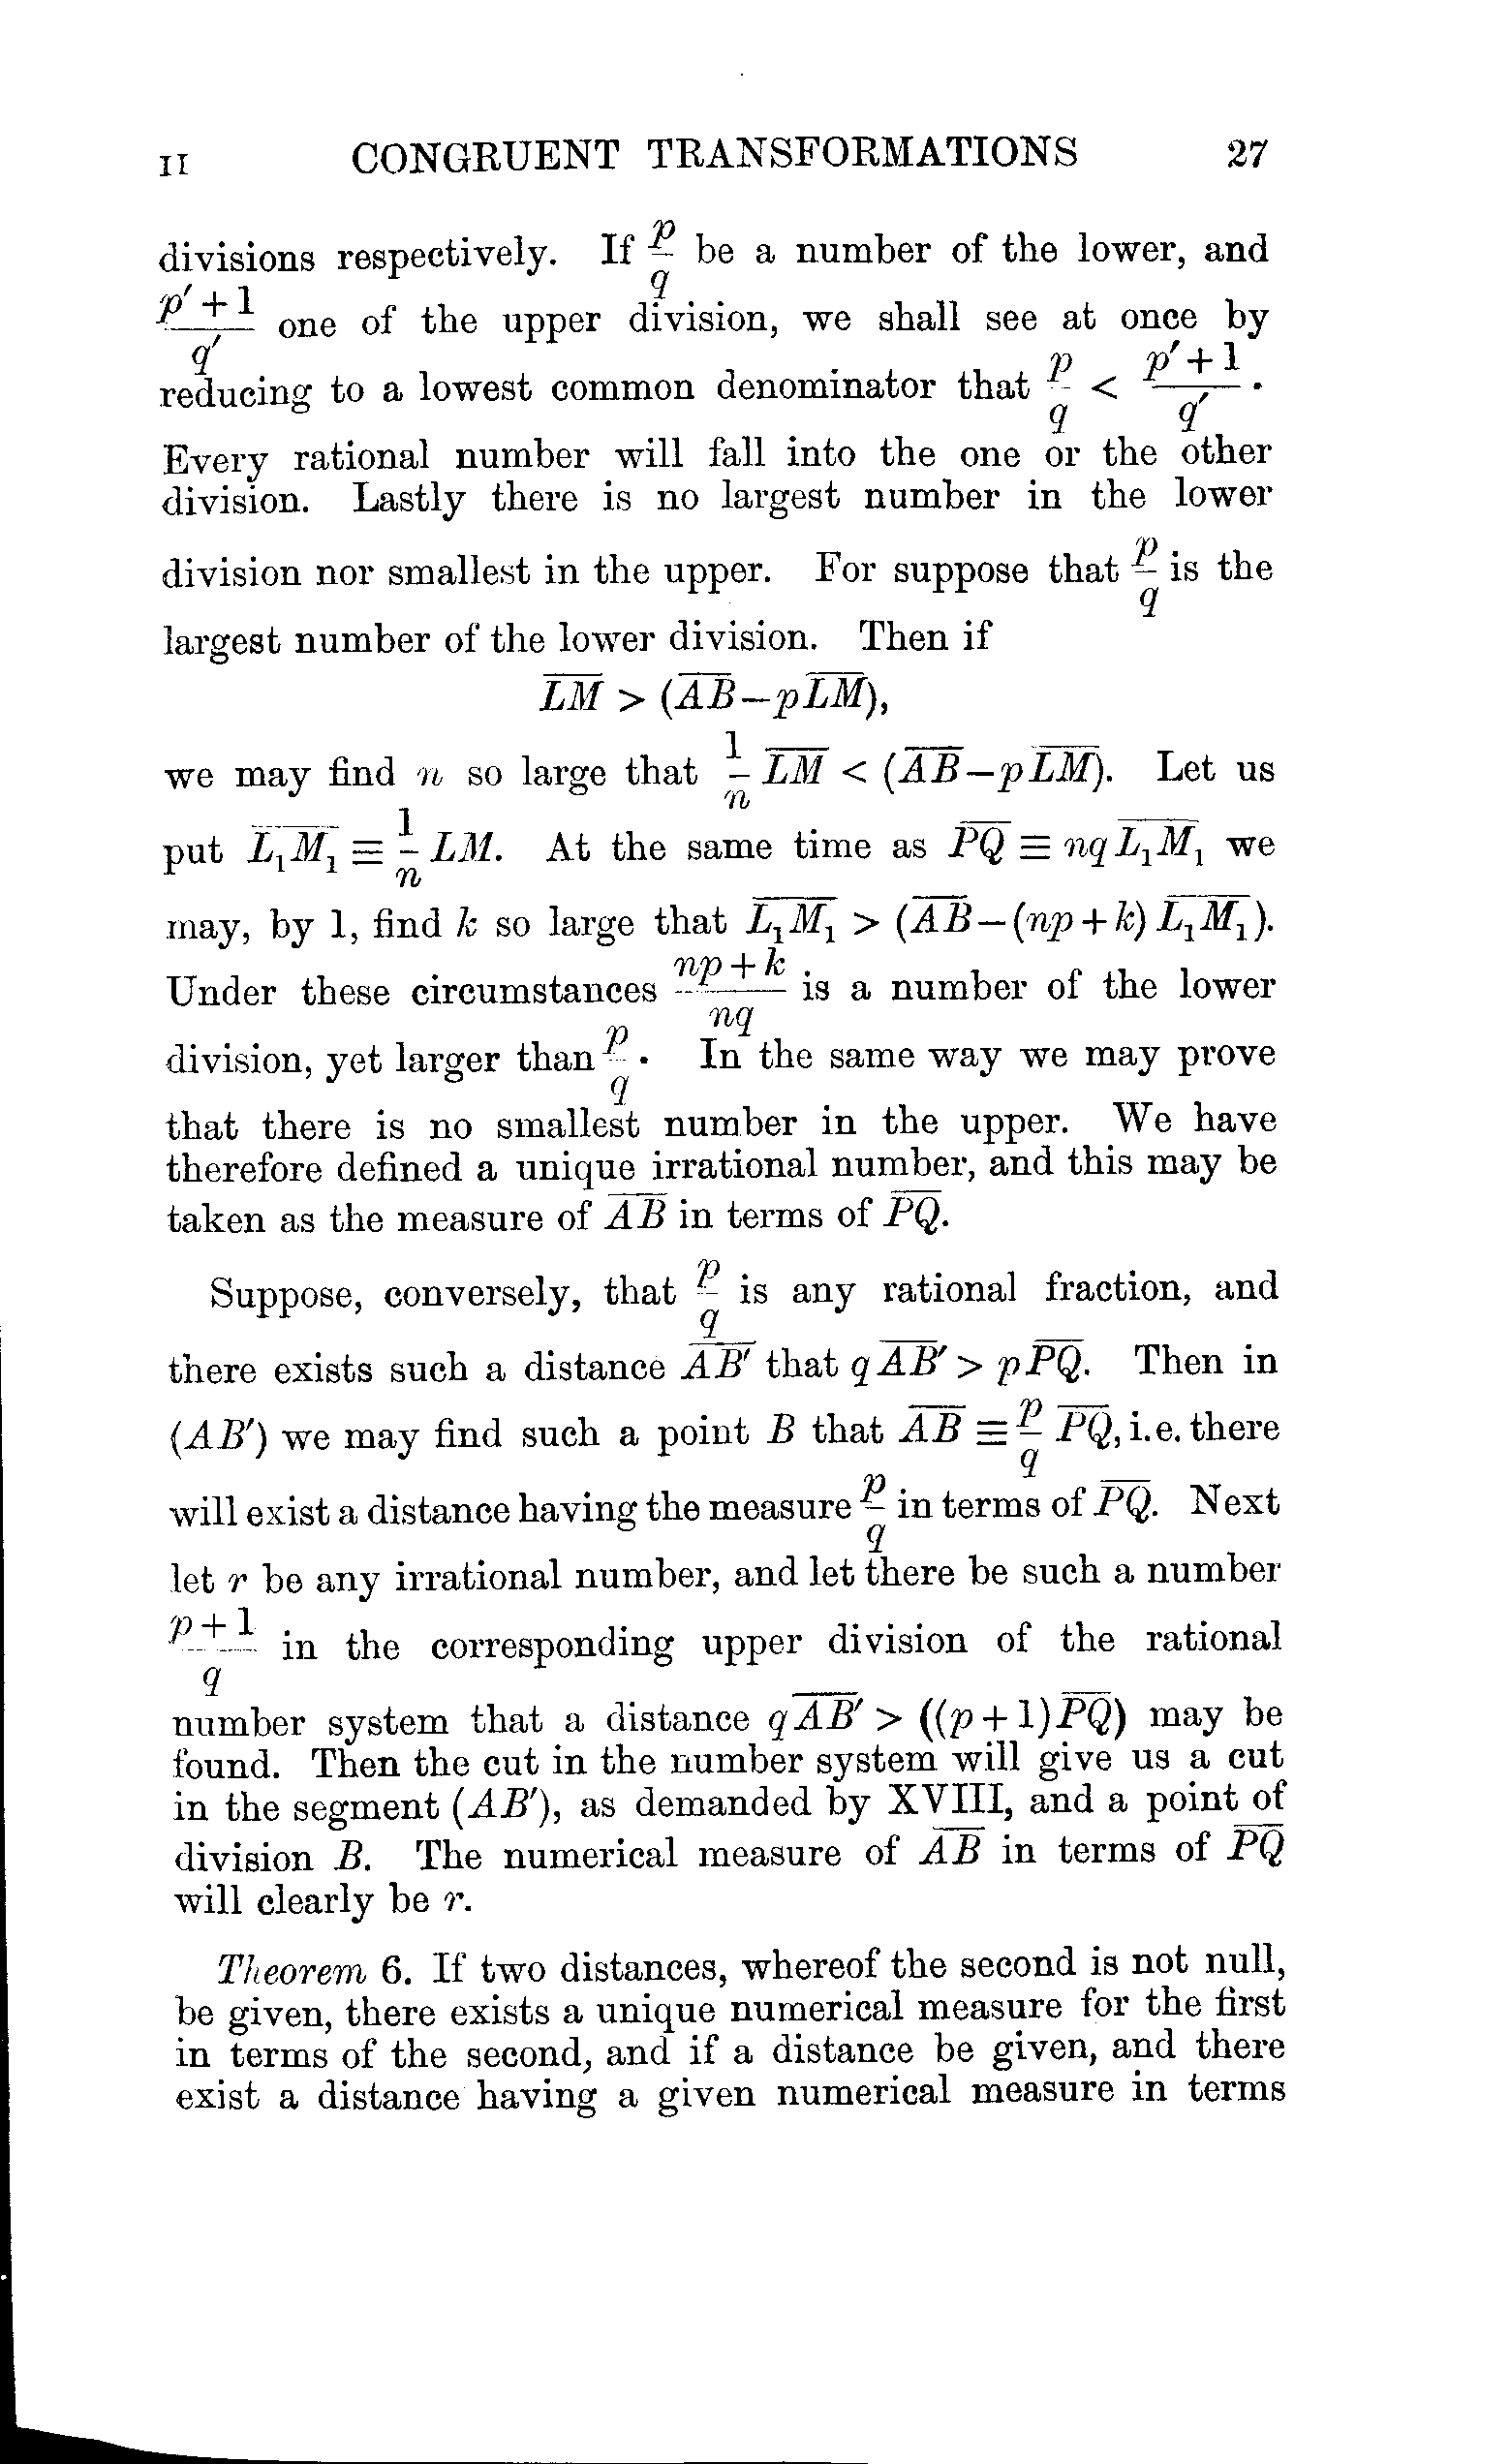 II CONGRUENT TRANSFORMATIONS 27
divisions respectively. If $\frac{p}{q}$ be a number of the lower, and
$\frac{p'+1}{q'}$ one of the upper division, we shall see at once by
reducing to a lowest common denominator that $\frac{p}{q} < \frac{p'+1}{q'}$.
Every rational number will fall into the one or the other
division. Lastly there is no largest number in the lower
division nor smallest in the upper. For suppose that $\frac{p}{q}$ is the
largest number of the lower division. Then if
$\overline{LM} > (\overline{AB} - p\overline{LM})$,
we may find $n$ so large that $\frac{1}{n}\overline{LM} < (\overline{AB} - p\overline{LM})$. Let us
put $\overline{L_1M_1} \equiv \frac{1}{n}LM$. At the same time as $\overline{PQ} \equiv nq\overline{L_1M_1}$ we
may, by 1, find $k$ so large that $\overline{L_1M_1} > (\overline{AB} - (np+k)\overline{L_1M_1})$.
Under these circumstances $\frac{np+k}{nq}$ is a number of the lower
division, yet larger than $\frac{p}{q}$. In the same way we may prove
that there is no smallest number in the upper. We have
therefore defined a unique irrational number, and this may be
taken as the measure of $\overline{AB}$ in terms of $\overline{PQ}$.
Suppose, conversely, that $\frac{p}{q}$ is any rational fraction, and
there exists such a distance $\overline{AB'}$ that $q\overline{AB'} > p\overline{PQ}$. Then in
$(AB')$ we may find such a point $B$ that $\overline{AB} \equiv \frac{p}{q}\overline{PQ}$, i.e. there
will exist a distance having the measure $\frac{p}{q}$ in terms of $\overline{PQ}$. Next
let $r$ be any irrational number, and let there be such a number
$\frac{p+1}{q}$ in the corresponding upper division of the rational
number system that a distance $q\overline{AB'} > ((p+1)\overline{PQ})$ may be
found. Then the cut in the number system will give us a cut
in the segment $(AB')$, as demanded by XVIII, and a point of
division $B$. The numerical measure of $\overline{AB}$ in terms of $\overline{PQ}$
will clearly be $r$.
Theorem 6. If two distances, whereof the second is not null,
be given, there exists a unique numerical measure for the first
in terms of the second, and if a distance be given, and there
exist a distance having a given numerical measure in terms